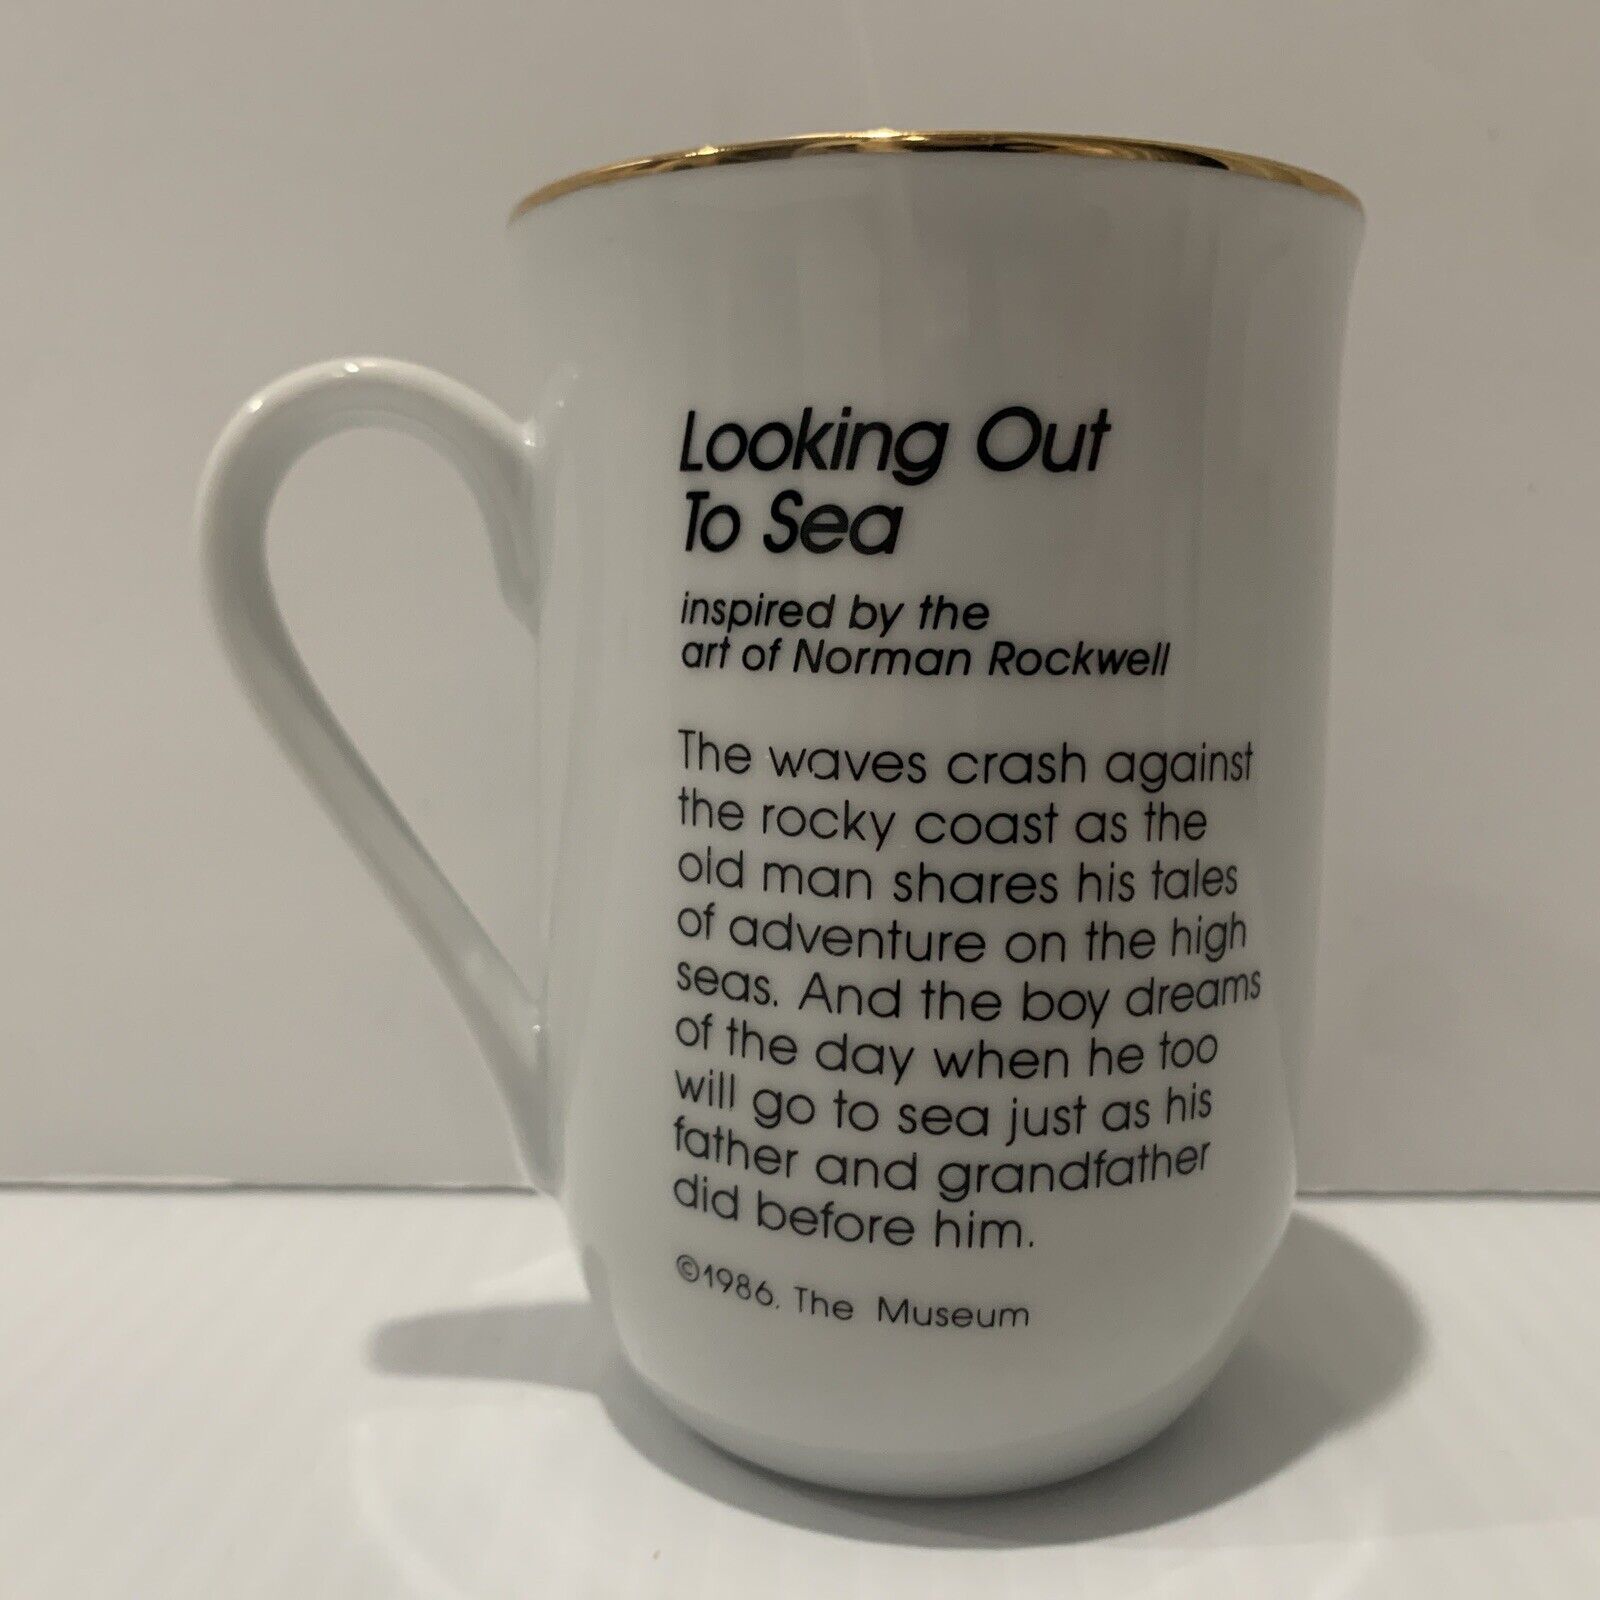 Looking Out
To Sea
inspired by the
art of Norman Rockwell
The waves crash against
the rocky coast as the
old man shares his tales
of adventure on the high
seas. And the boy dreams
of the day when he too
will go to sea just as his
father and grandfather
did before him.
©1986. The Museum